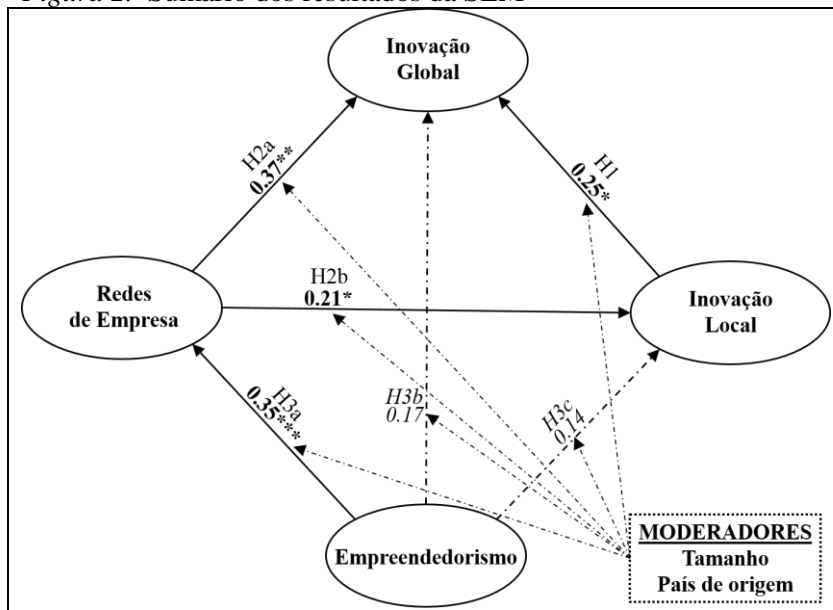 Figura 2. Sumário dos resultados da SEM
Inovação
Global
H2a
0.37**
H1
0.25*
H2b
0.21*
Redes
de Empresa
Inovação
Local
H3a
0.35***
H3b
0.17
H3c
0.14
Empreendedorismo
MODERADORES
Tamanho
País de origem